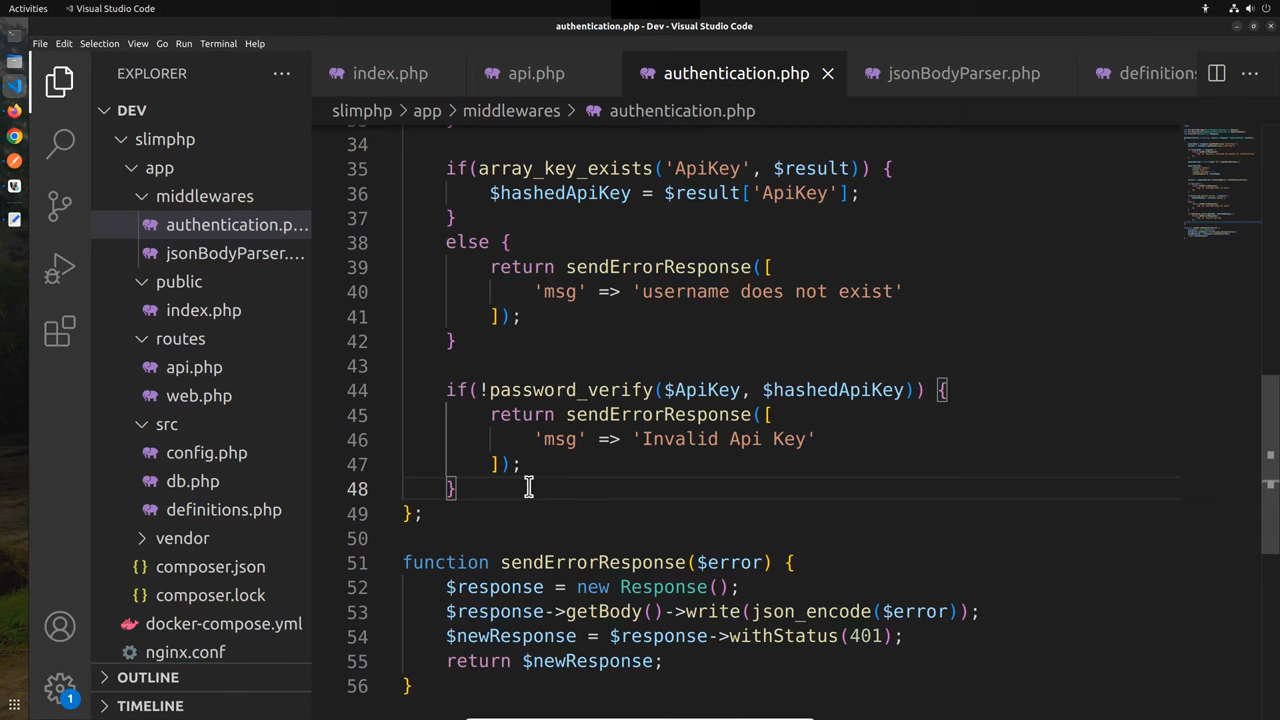 Activities
Visual Studio Code
authentication.php - Dev - Visual Studio Code
File Edit Selection View Go Run Terminal Help
EXPLORER
DEV
slimphp
app
middlewares
authentication.p...
jsonBodyParser....
public
index.php
routes
api.php
web.php
src
config.php
db.php
definitions.php
vendor
composer.json
composer.lock
docker-compose.yml
nginx.conf
OUTLINE
TIMELINE
1
index.php api.php authentication.php jsonBodyParser.php definitions
slimphp > app > middlewares > authentication.php
34
35 if(array_key_exists('ApiKey', $result)) {
36 $hashedApiKey = $result['ApiKey'];
37 }
38 else {
39 return sendErrorResponse([
40 'msg' => 'username does not exist'
41 ]);
42 }
43
44 if(!password_verify($ApiKey, $hashedApiKey)) {
45 return sendErrorResponse([
46 'msg' => 'Invalid Api Key'
47 ]);
48 }
49 };
50
51 function sendErrorResponse($error) {
52 $response = new Response();
53 $response->getBody()->write(json_encode($error));
54 $newResponse = $response->withStatus(401);
55 return $newResponse;
56 }